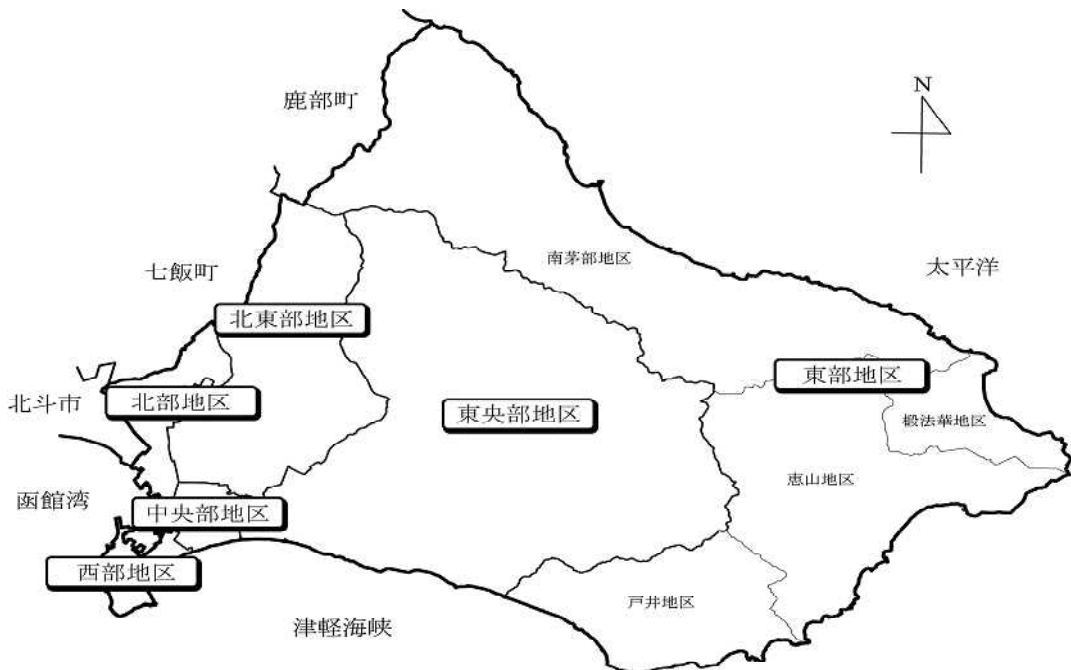 鹿部町
N
南茅部地区
太平洋
七飯町
北東部地区
東部地区
北斗市
北部地区
東央部地区
椴法華地区
恵山地区
函館湾
中央部地区
西部地区
戸井地区
津軽海峡